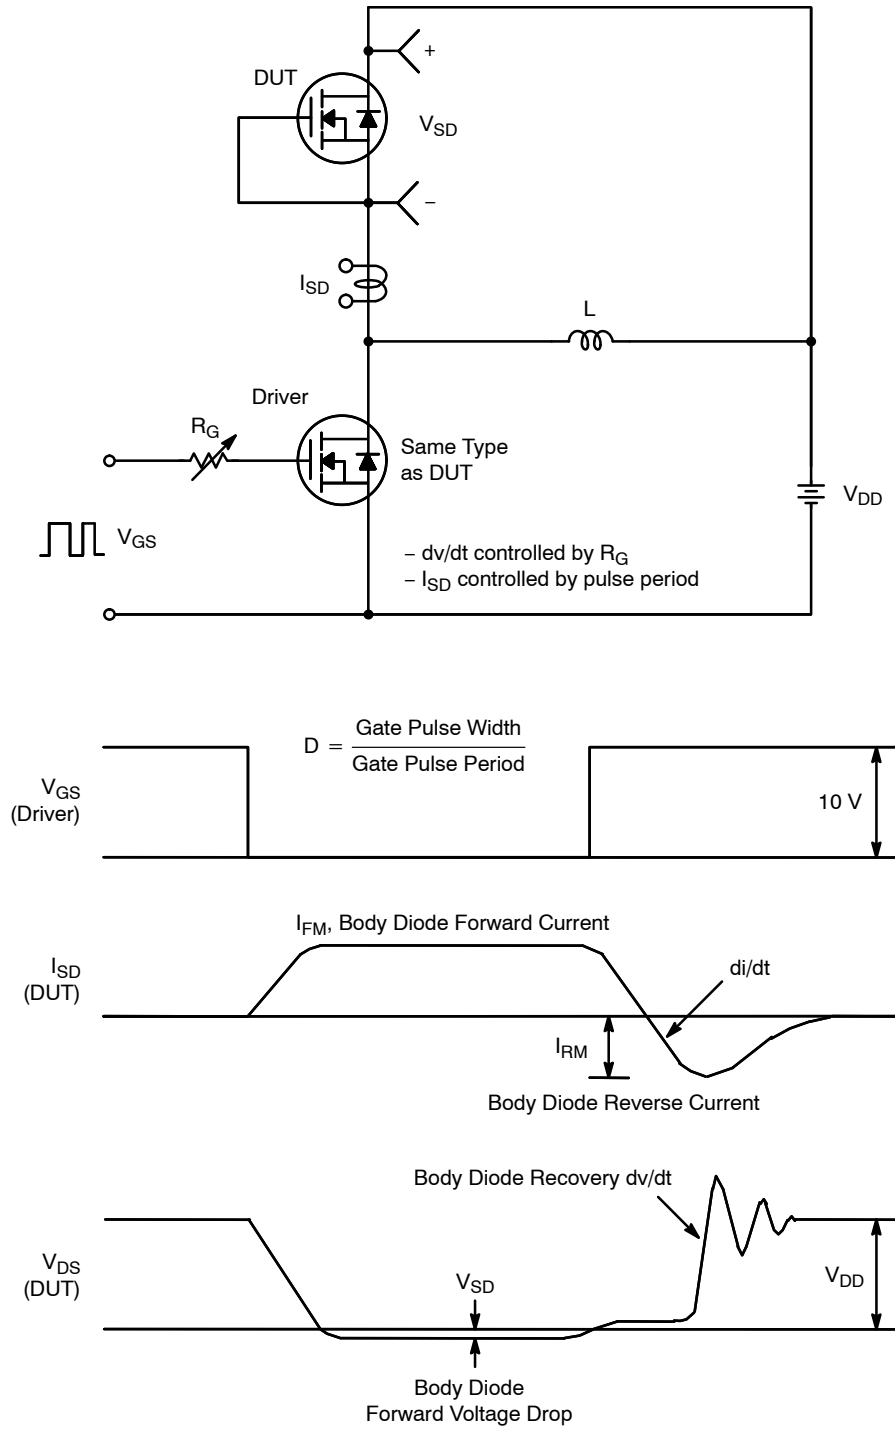 +
DUT
V_SD
−
I_SD
L
Driver
R_G
Same Type
as DUT
V_DD
V_GS
− dv/dt controlled by R_G
− I_SD controlled by pulse period
D = Gate Pulse Width
Gate Pulse Period
V_GS
(Driver)
10 V
I_FM, Body Diode Forward Current
I_SD
(DUT)
di/dt
I_RM
Body Diode Reverse Current
Body Diode Recovery dv/dt
V_DS
(DUT)
V_SD
V_DD
Body Diode
Forward Voltage Drop